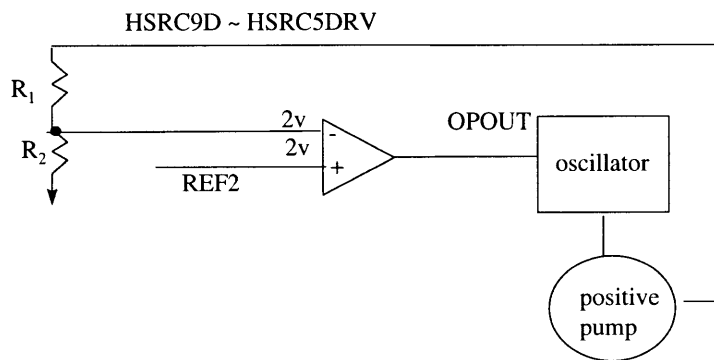 HSRC9D ~ HSRC5DRV
R1
2v
-
OPOUT
R2
2v
+
REF2
oscillator
positive
pump